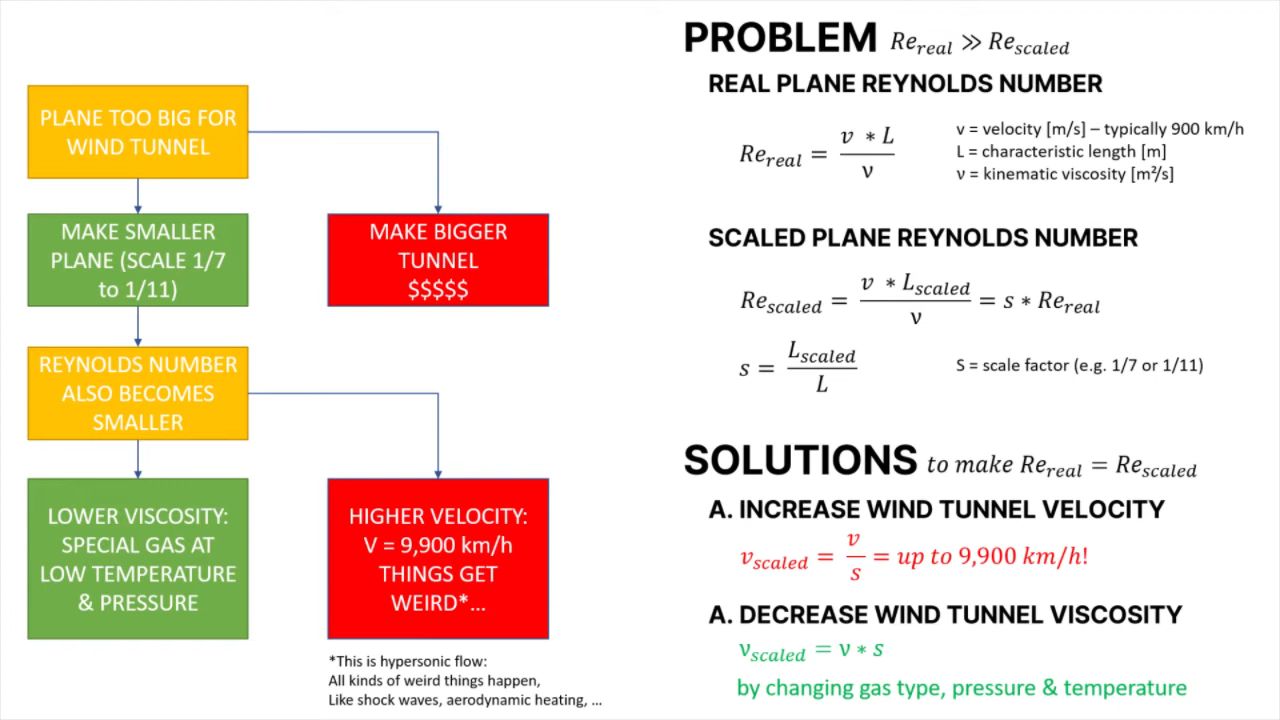 PLANE TOO BIG FOR
WIND TUNNEL
MAKE SMALLER
PLANE (SCALE 1/7
to 1/11)
MAKE BIGGER
TUNNEL
$$$$$
REYNOLDS NUMBER
ALSO BECOMES
SMALLER
LOWER VISCOSITY:
SPECIAL GAS AT
LOW TEMPERATURE
& PRESSURE
HIGHER VELOCITY:
V = 9,900 km/h
THINGS GET
WEIRD*...
*This is hypersonic flow:
All kinds of weird things happen,
Like shock waves, aerodynamic heating, ...
PROBLEM Re_real ≫ Re_scaled
REAL PLANE REYNOLDS NUMBER
Re_real = (v * L) / ν
v = velocity [m/s] – typically 900 km/h
L = characteristic length [m]
ν = kinematic viscosity [m²/s]
SCALED PLANE REYNOLDS NUMBER
Re_scaled = (v * L_scaled) / ν = s * Re_real
s = L_scaled / L
S = scale factor (e.g. 1/7 or 1/11)
SOLUTIONS to make Re_real = Re_scaled
A. INCREASE WIND TUNNEL VELOCITY
v_scaled = v / s = up to 9,900 km/h!
A. DECREASE WIND TUNNEL VISCOSITY
ν_scaled = ν * s
by changing gas type, pressure & temperature